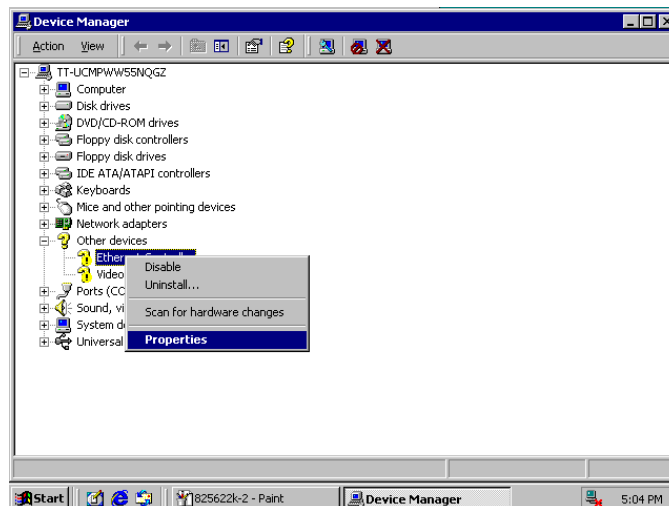 Device Manager
Action View
TT-UCMPWW55NQGZ
Computer
Disk drives
DVD/CD-ROM drives
Floppy disk controllers
Floppy disk drives
IDE ATA/ATAPI controllers
Keyboards
Mice and other pointing devices
Network adapters
Other devices
Video
Ports (CO
Sound, vi
System d
Universal
Disable
Uninstall...
Scan for hardware changes
Properties
Start 825622k-2 - Paint Device Manager 5:04 PM